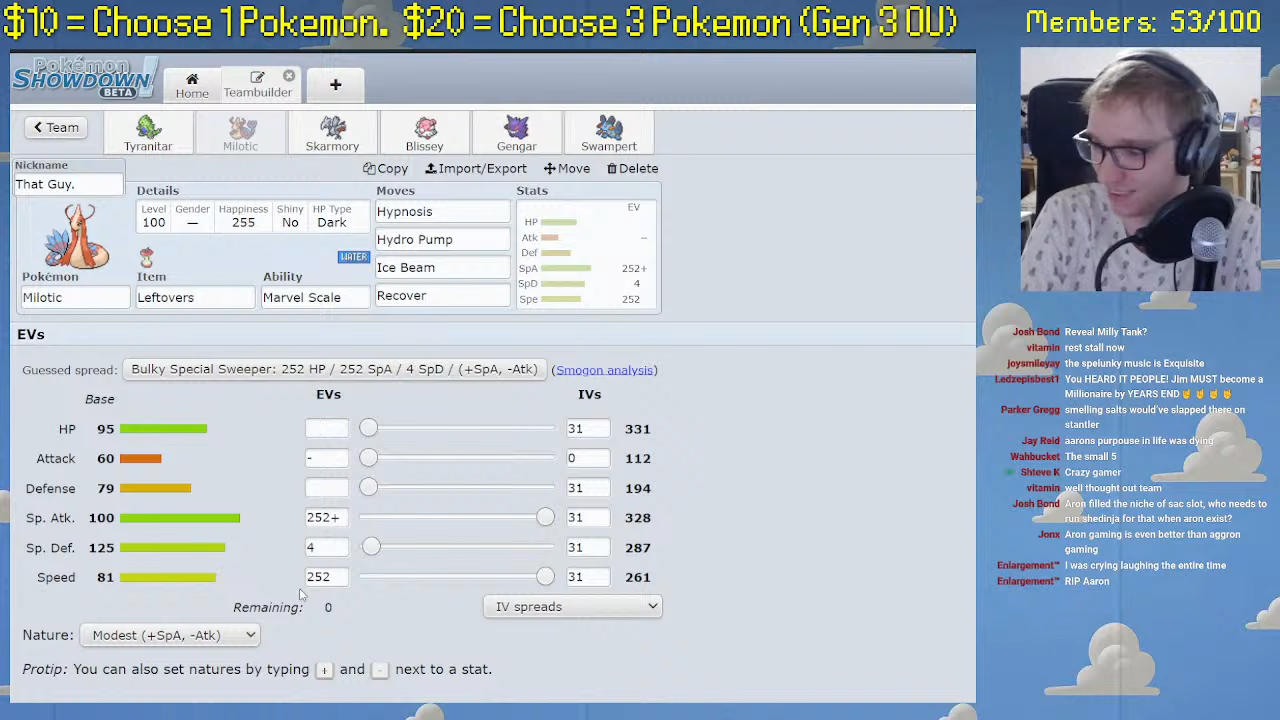 $10 = Choose 1 Pokemon. $20 = Choose 3 Pokemon (Gen 3 OU)
Members: 53/100
Pokémon
SHOWDOWN!
BETA
Home
Teambuilder
+
Team
Tyranitar
Milotic
Skarmory
Blissey
Gengar
Swampert
Nickname
That Guy.
Copy
Import/Export
Move
Delete
Details
Level
100
Gender
—
Happiness
255
Shiny
No
HP Type
Dark
WATER
Pokémon
Milotic
Item
Leftovers
Ability
Marvel Scale
Moves
Hypnosis
Hydro Pump
Ice Beam
Recover
Stats
EV
HP
Atk –
Def
SpA 252+
SpD 4
Spe 252
EVs
Guessed spread: Bulky Special Sweeper: 252 HP / 252 SpA / 4 SpD / (+SpA, -Atk) (Smogon analysis)
Base EVs IVs
HP 95 31 331
Attack 60 - 0 112
Defense 79 31 194
Sp. Atk. 100 252+ 31 328
Sp. Def. 125 4 31 287
Speed 81 252 31 261
Remaining: 0 IV spreads
Nature: Modest (+SpA, -Atk)
Protip: You can also set natures by typing + and - next to a stat.
Josh Bond Reveal Milly Tank?
vitamin rest stall now
joysmileyay the spelunky music is Exquisite
Ledzepisbest1 You HEARD IT PEOPLE! Jim MUST become a
Millionaire by YEARS END
Parker Gregg smelling salts would've slapped there on
stantler
Jay Reid aarons purpouse in life was dying
Wahbucket The small 5
Shteve K Crazy gamer
vitamin well thought out team
Josh Bond Aron filled the niche of sac slot, who needs to
run shedinja for that when aron exist?
Jonx Aron gaming is even better than aggron
gaming
Enlargement™ I was crying laughing the entire time
Enlargement™ RIP Aaron